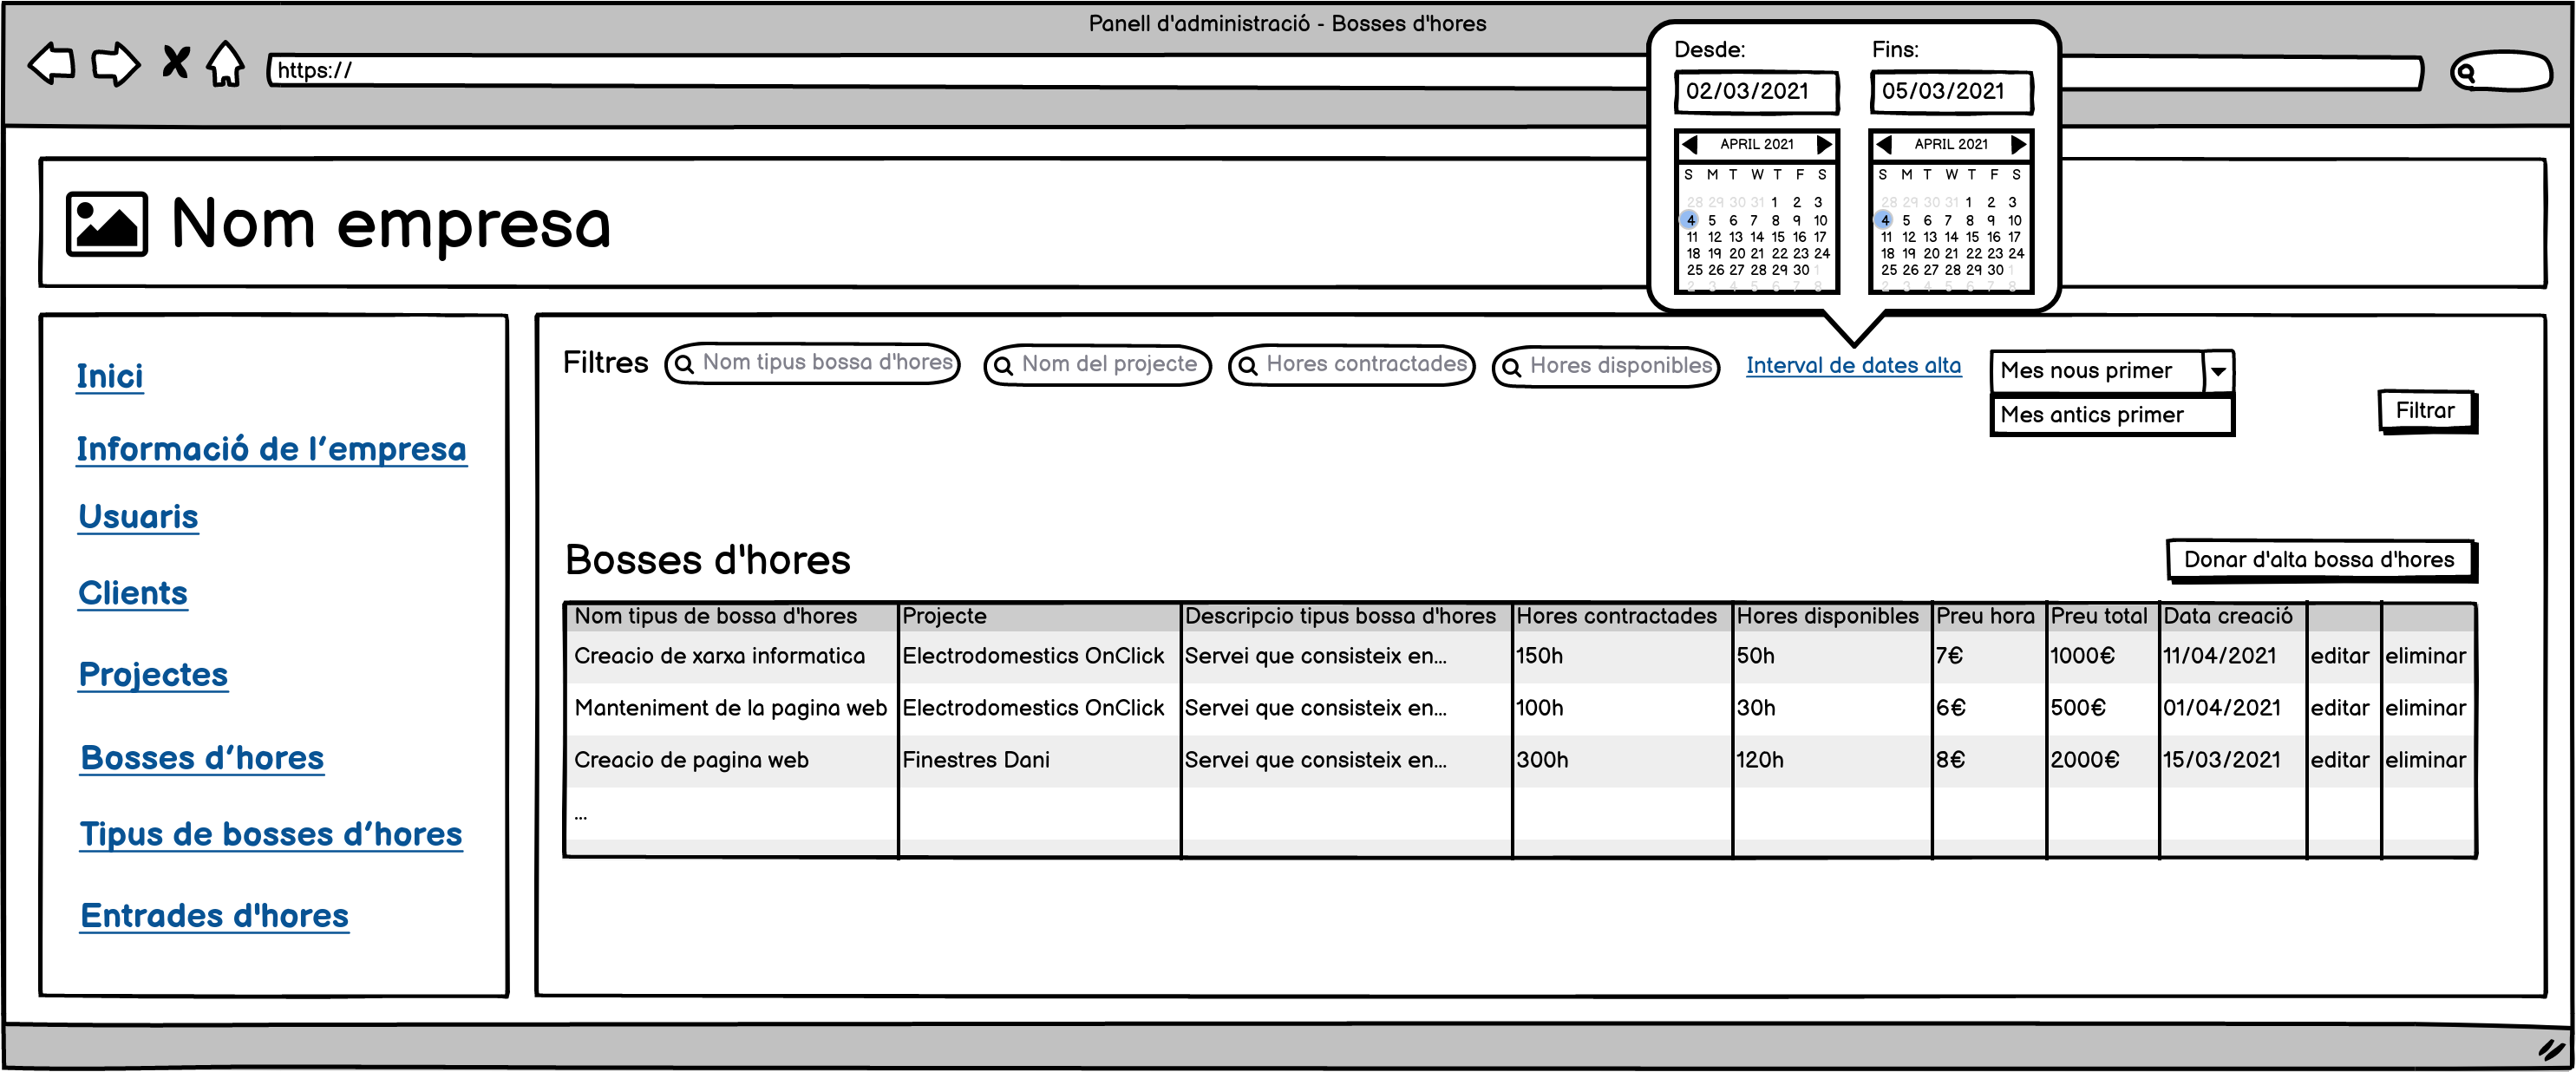 Panell d'administració - Bosses d'hores
https://
Desde: Fins:
02/03/2021 05/03/2021
APRIL 2021 APRIL 2021
S M T W T F S S M T W T F S
28 29 30 31 1 2 3 28 29 30 31 1 2 3
4 5 6 7 8 9 10 4 5 6 7 8 9 10
11 12 13 14 15 16 17 11 12 13 14 15 16 17
18 19 20 21 22 23 24 18 19 20 21 22 23 24
25 26 27 28 29 30 1 25 26 27 28 29 30 1
2 3 4 5 6 7 8 2 3 4 5 6 7 8
Nom empresa
Inici
Informació de l’empresa
Usuaris
Clients
Projectes
Bosses d’hores
Tipus de bosses d’hores
Entrades d'hores
Filtres Nom tipus bossa d'hores Nom del projecte Hores contractades Hores disponibles Interval de dates alta Mes nous primer
Mes antics primer
Filtrar
Bosses d'hores Donar d'alta bossa d'hores
Nom tipus de bossa d'hores Projecte Descripcio tipus bossa d'hores Hores contractades Hores disponibles Preu hora Preu total Data creació
Creacio de xarxa informatica Electrodomestics OnClick Servei que consisteix en... 150h 50h 7€ 1000€ 11/04/2021 editar eliminar
Manteniment de la pagina web Electrodomestics OnClick Servei que consisteix en... 100h 30h 6€ 500€ 01/04/2021 editar eliminar
Creacio de pagina web Finestres Dani Servei que consisteix en... 300h 120h 8€ 2000€ 15/03/2021 editar eliminar
...